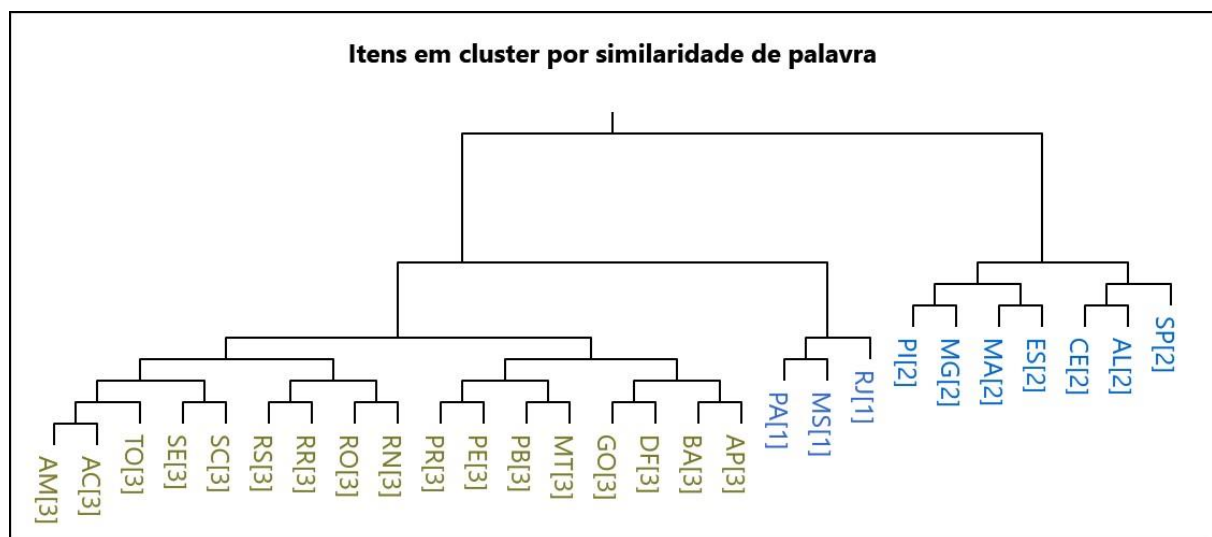 Itens em cluster por similaridade de palavra
AM[3]
AC[3]
TO[3]
SE[3]
SC[3]
RS[3]
RR[3]
RO[3]
RN[3]
PR[3]
PE[3]
PB[3]
MT[3]
GO[3]
DF[3]
BA[3]
AP[3]
PA[1]
MS[1]
RJ[1]
PI[2]
MG[2]
MA[2]
ES[2]
CE[2]
AL[2]
SP[2]